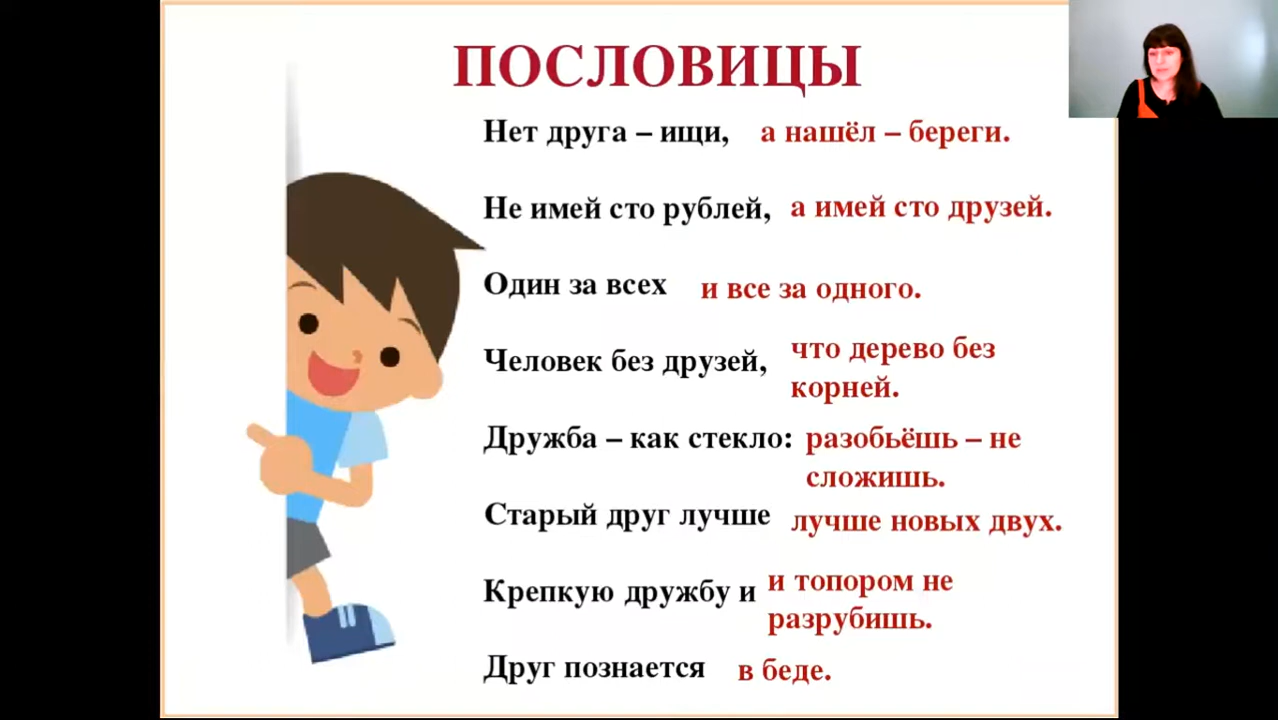 ПОСЛОВИЦЫ
Нет друга – ищи, а нашёл – береги.
Не имей сто рублей, а имей сто друзей.
Один за всех и все за одного.
Человек без друзей, что дерево без
корней.
Дружба – как стекло: разобьёшь – не
сложишь.
Старый друг лучше лучше новых двух.
Крепкую дружбу и и топором не
разрубишь.
Друг познается в беде.